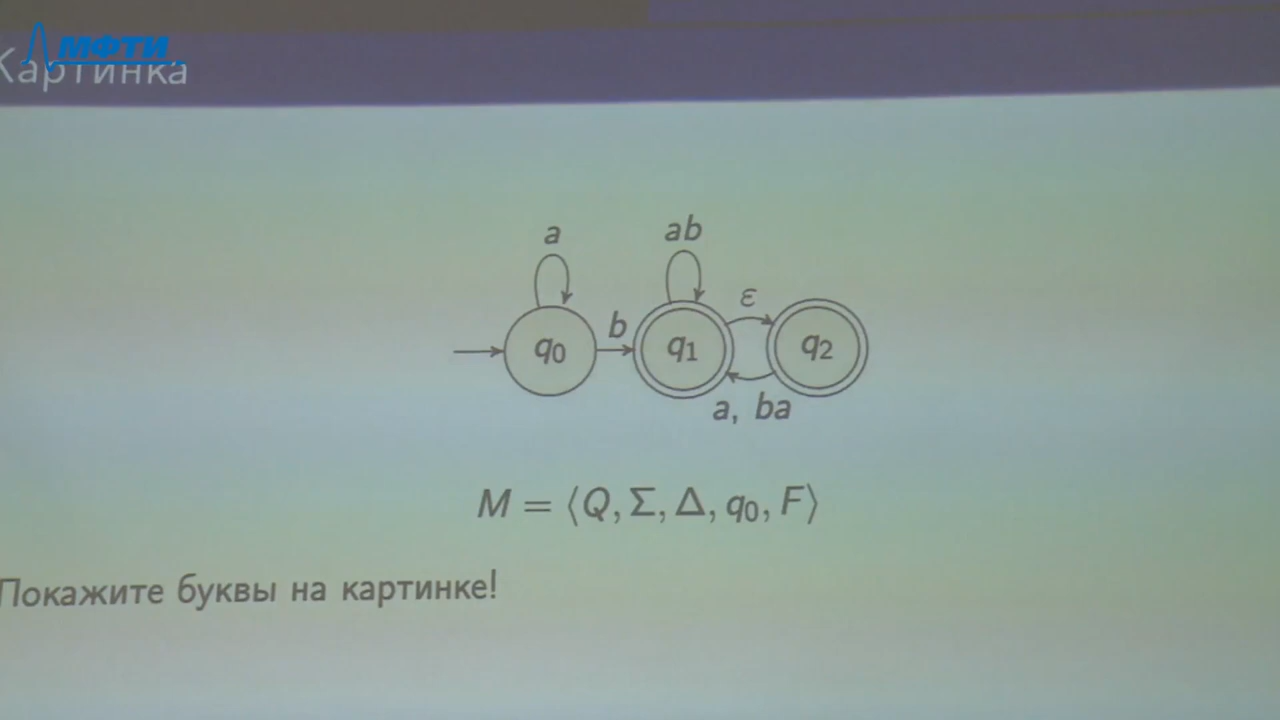 МФТИ
Картинка
a
ab
ε
b
q₀
q₁
q₂
a, ba
M = ⟨Q, Σ, Δ, q₀, F⟩
Покажите буквы на картинке!